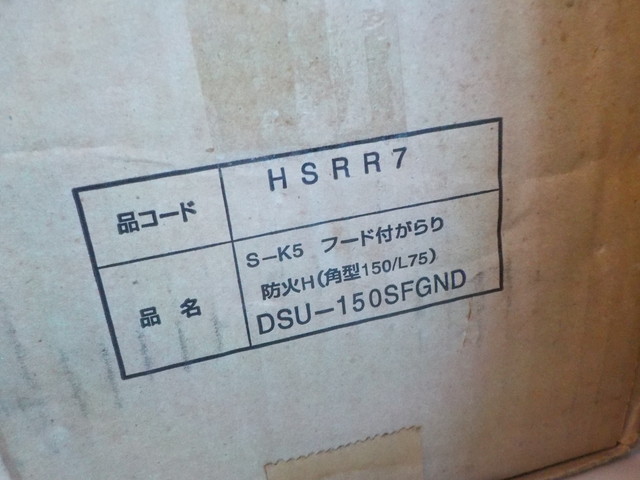 品コード
HSRR7
品名
S-K5 フード付がらり
防火H(角型150/L75)
DSU-150SFGND